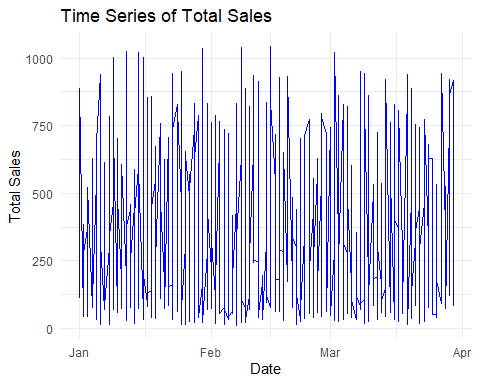 Time Series of Total Sales
1000
750
500
250
0
Total Sales
Jan
Feb
Mar
Apr
Date